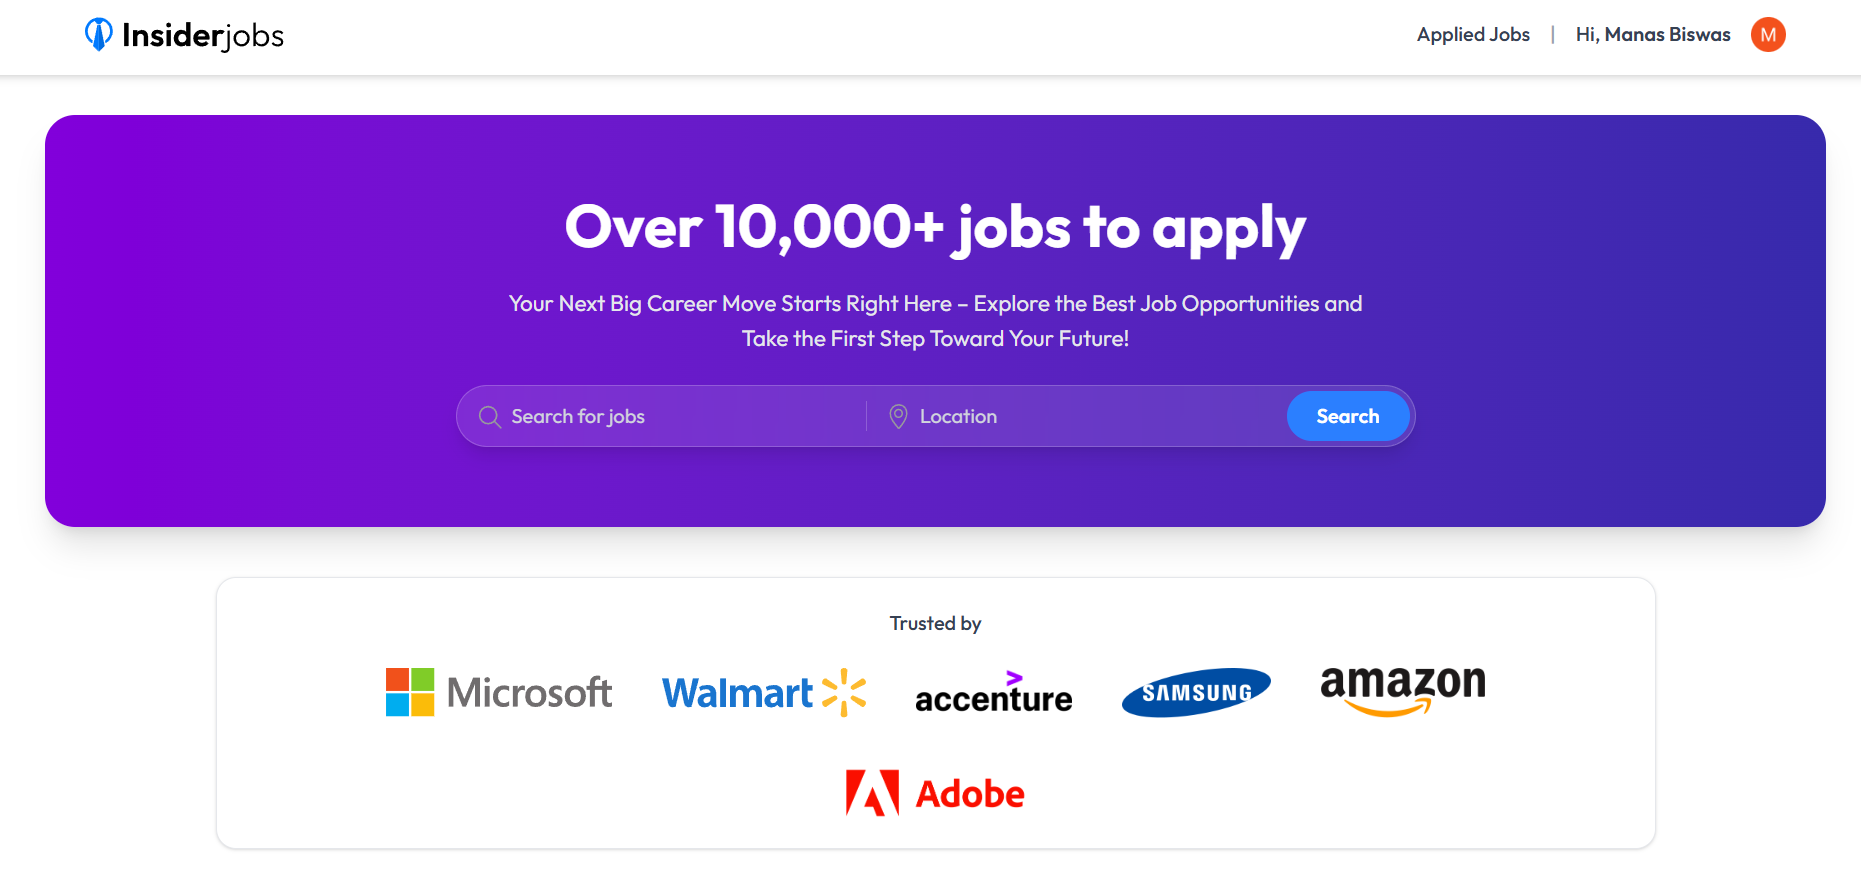 Insiderjobs
Applied Jobs | Hi, Manas Biswas M
Over 10,000+ jobs to apply
Your Next Big Career Move Starts Right Here – Explore the Best Job Opportunities and
Take the First Step Toward Your Future!
Search for jobs Location Search
Trusted by
Microsoft Walmart accenture SAMSUNG amazon
Adobe